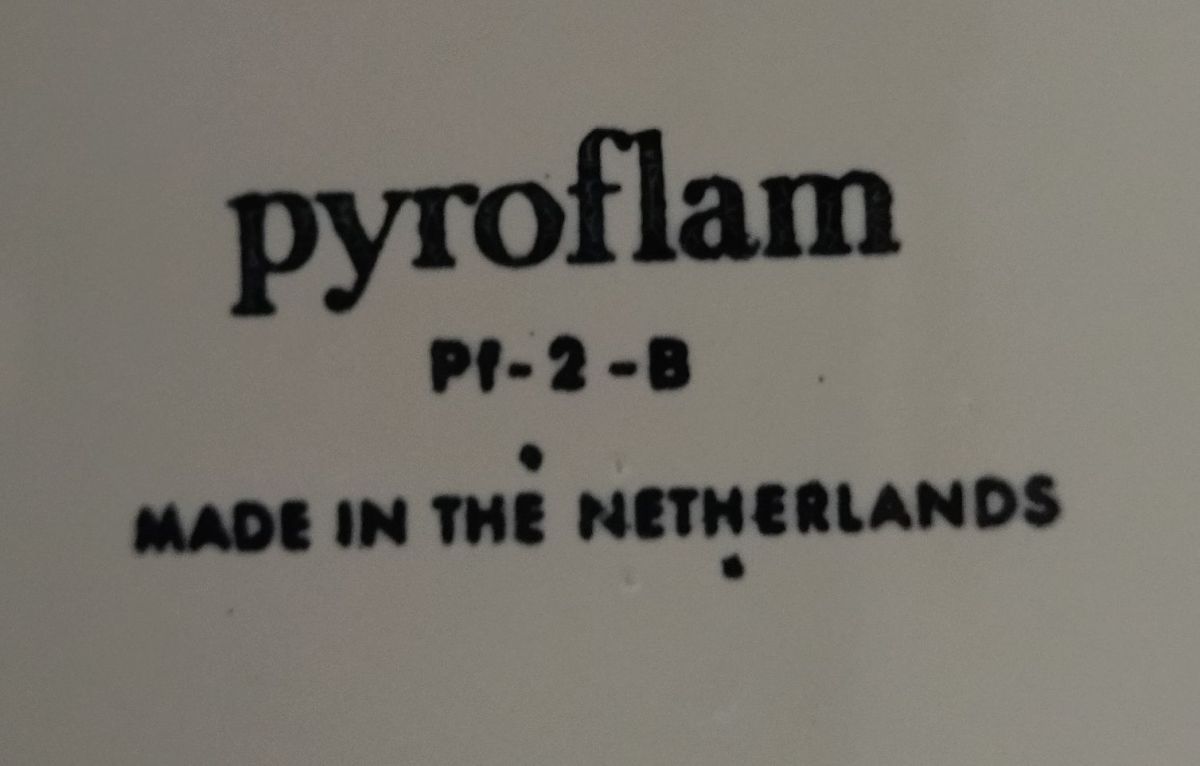 pyroflam
Pf-2-B
MADE IN THE NETHERLANDS